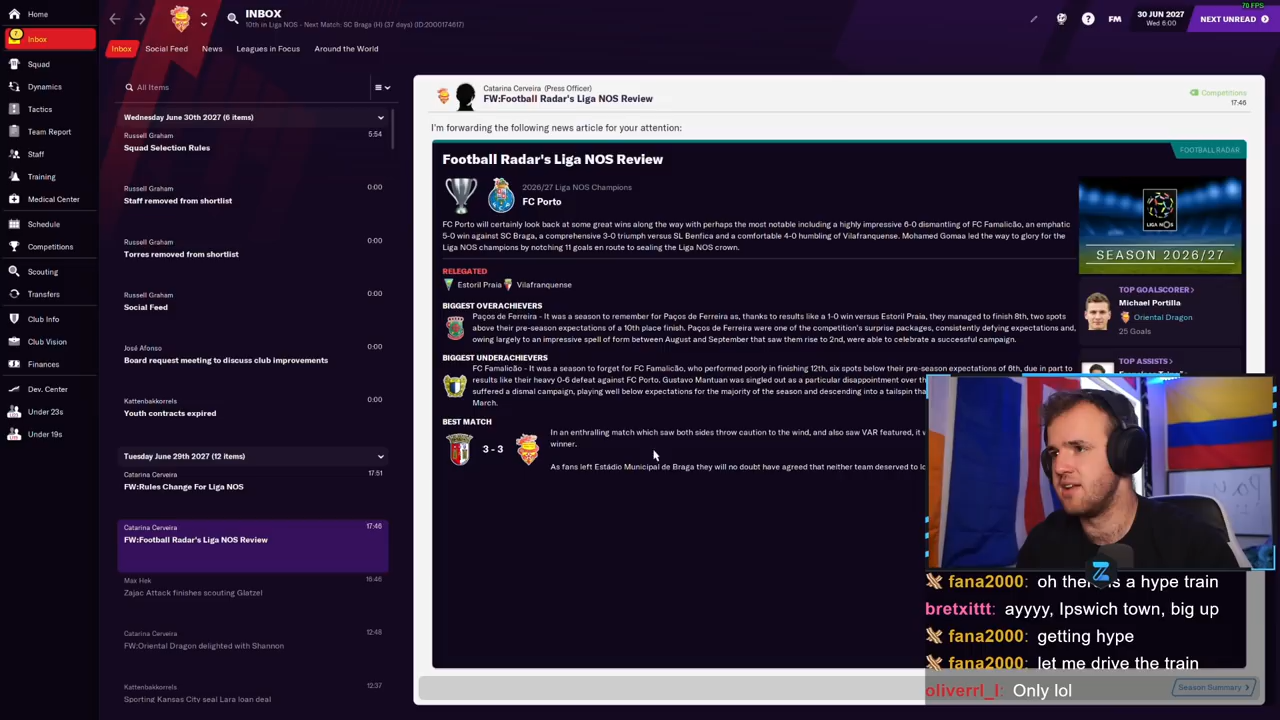 70 FPS
INBOX
10th in Liga NOS - Next Match: SC Braga (H) (37 days) (ID:2000174617)
FM
30 JUN 2027
Wed 6:00
NEXT UNREAD
Home
7
Inbox
Squad
Dynamics
Tactics
Team Report
Staff
Training
Medical Center
Schedule
Competitions
Scouting
Transfers
Club Info
Club Vision
Finances
Dev. Center
Under 23s
Under 19s
Inbox
Social Feed
News
Leagues in Focus
Around the World
All Items
Wednesday June 30th 2027 (6 items)
Russell Graham 5:54
Squad Selection Rules
Russell Graham 0:00
Staff removed from shortlist
Russell Graham 0:00
Torres removed from shortlist
Russell Graham 0:00
Social Feed
José Afonso 0:00
Board request meeting to discuss club improvements
Kattenbakkorrels 0:00
Youth contracts expired
Tuesday June 29th 2027 (12 items)
Catarina Cerveira 17:51
FW:Rules Change For Liga NOS
Catarina Cerveira 17:46
FW:Football Radar's Liga NOS Review
Max Hek 16:46
Zajac Attack finishes scouting Glatzel
Catarina Cerveira 12:48
FW:Oriental Dragon delighted with Shannon
Kattenbakkorrels 12:37
Sporting Kansas City seal Lara loan deal
Catarina Cerveira (Press Officer)
FW:Football Radar's Liga NOS Review
Competitions
17:46
I'm forwarding the following news article for your attention:
Football Radar's Liga NOS Review
FOOTBALL RADAR
2026/27 Liga NOS Champions
FC Porto
FC Porto will certainly look back at some great wins along the way with perhaps the most notable including a highly impressive 6-0 dismantling of FC Famalicão, an emphatic
5-0 win against SC Braga, a comprehensive 3-0 triumph versus SL Benfica and a comfortable 4-0 humbling of Vilafranquense. Mohamed Gomaa led the way to glory for the
Liga NOS champions by notching 11 goals en route to sealing the Liga NOS crown.
RELEGATED
Estoril Praia
Vilafranquense
BIGGEST OVERACHIEVERS
Paços de Ferreira - It was a season to remember for Paços de Ferreira as, thanks to results like a 1-0 win versus Estoril Praia, they managed to finish 8th, two spots
above their pre-season expectations of a 10th place finish. Paços de Ferreira were one of the competition's surprise packages, consistently defying expectations and,
owing largely to an impressive spell of form between August and September that saw them rise to 2nd, were able to celebrate a successful campaign.
BIGGEST UNDERACHIEVERS
FC Famalicão - It was a season to forget for FC Famalicão, who performed poorly in finishing 12th, six spots below their pre-season expectations of 6th, due in part to
results like their heavy 0-6 defeat against FC Porto. Gustavo Mantuan was singled out as a particular disappointment over th
suffered a dismal campaign, playing well below expectations for the majority of the season and descending into a tailspin tha
March.
BEST MATCH
3 - 3
In an enthralling match which saw both sides throw caution to the wind, and also saw VAR featured, it w
winner.
As fans left Estádio Municipal de Braga they will no doubt have agreed that neither team deserved to lo
LIGA NOS
SEASON 2026/27
TOP GOALSCORER
Michael Portilla
Oriental Dragon
25 Goals
TOP ASSISTS
Season Summary
fana2000: oh there is a hype train
bretxittt: ayyyy, Ipswich town, big up
fana2000: getting hype
fana2000: let me drive the train
oliverrl_l: Only lol